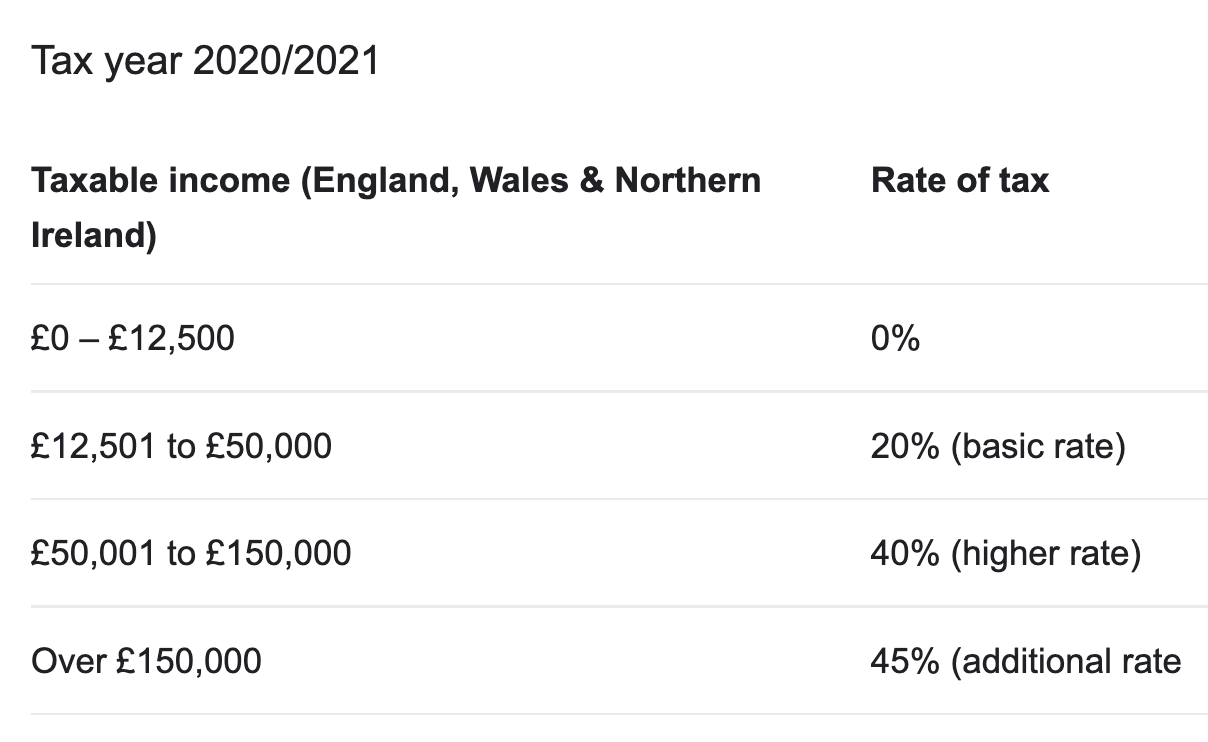 Tax year 2020/2021
Taxable income (England, Wales & Northern Rate of tax
Ireland)
£0 – £12,500 0%
£12,501 to £50,000 20% (basic rate)
£50,001 to £150,000 40% (higher rate)
Over £150,000 45% (additional rate